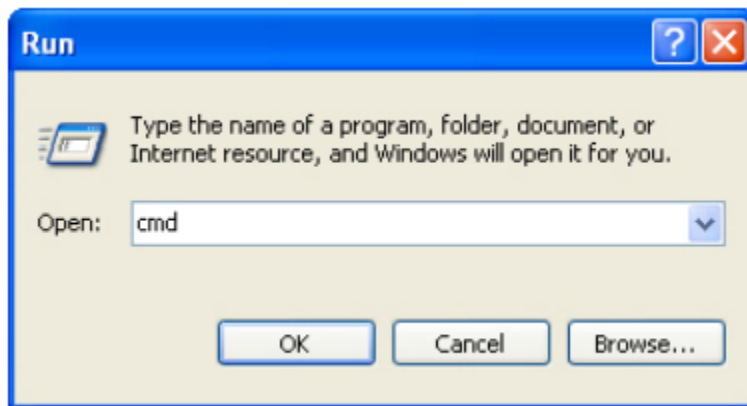 Run
?
Type the name of a program, folder, document, or
Internet resource, and Windows will open it for you.
Open: cmd
OK Cancel Browse...